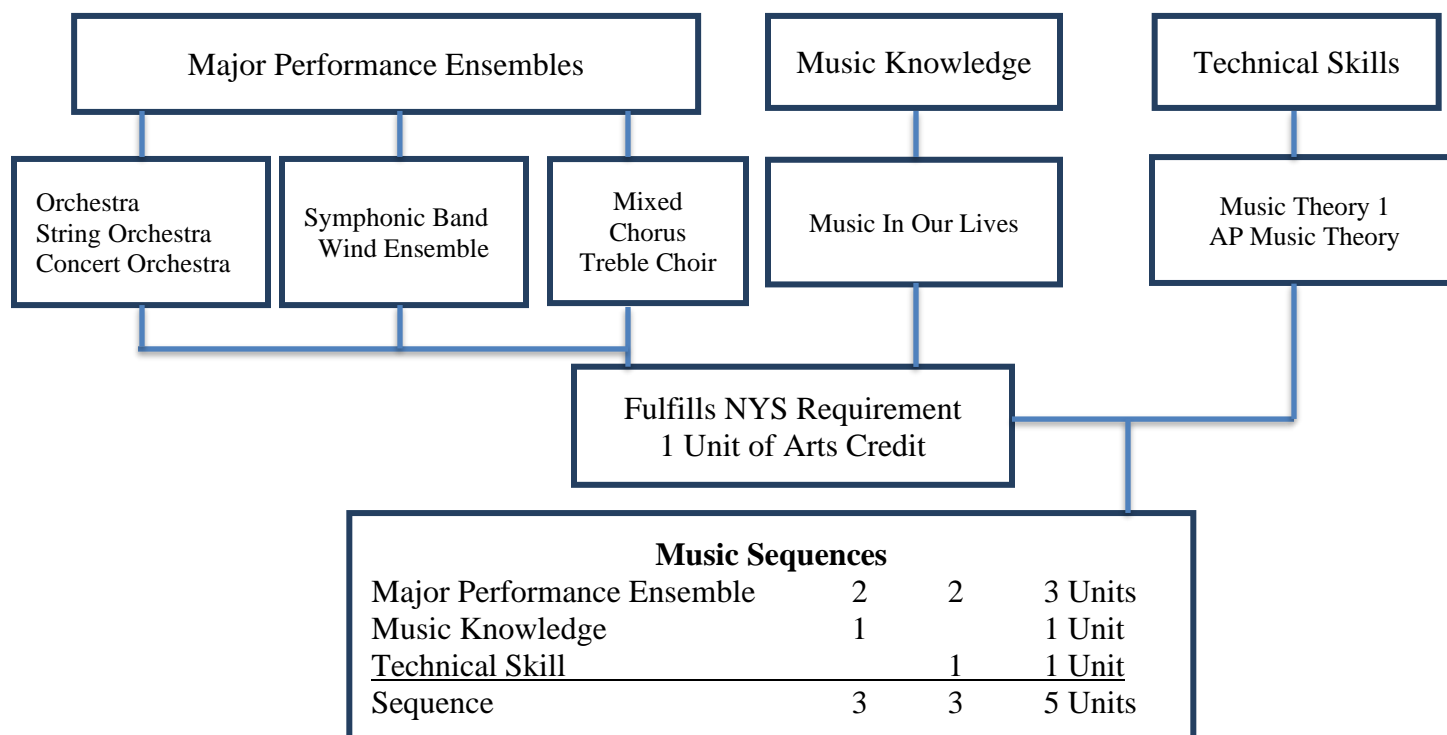 Major Performance Ensembles
Music Knowledge
Technical Skills
Orchestra
String Orchestra
Concert Orchestra
Symphonic Band
Wind Ensemble
Mixed
Chorus
Treble Choir
Music In Our Lives
Music Theory 1
AP Music Theory
Fulfills NYS Requirement
1 Unit of Arts Credit
Music Sequences
Major Performance Ensemble 2 2 3 Units
Music Knowledge 1 1 Unit
Technical Skill 1 1 Unit
Sequence 3 3 5 Units